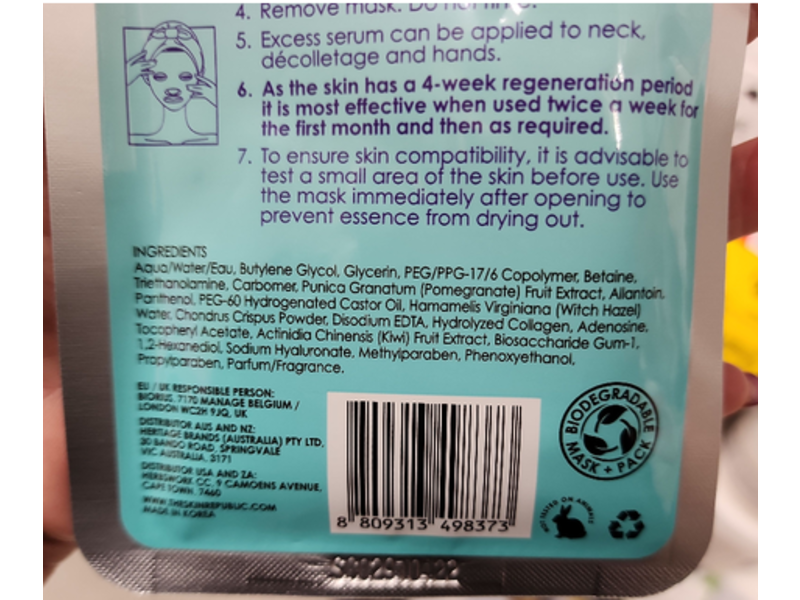 4. Remove mask. Do not rinse.
5. Excess serum can be applied to neck,
décolletage and hands.
6. As the skin has a 4-week regeneration period
it is most effective when used twice a week for
the first month and then as required.
7. To ensure skin compatibility, it is advisable to
test a small area of the skin before use. Use
the mask immediately after opening to
prevent essence from drying out.
INGREDIENTS
Aqua/Water/Eau, Butylene Glycol, Glycerin, PEG/PPG-17/6 Copolymer, Betaine,
Triethanolamine, Carbomer, Punica Granatum (Pomegranate) Fruit Extract, Allantoin,
Panthenol, PEG-60 Hydrogenated Castor Oil, Hamamelis Virginiana (Witch Hazel)
Water, Chondrus Crispus Powder, Disodium EDTA, Hydrolyzed Collagen, Adenosine,
Tocopheryl Acetate, Actinidia Chinensis (Kiwi) Fruit Extract, Biosaccharide Gum-1,
1,2-Hexanediol, Sodium Hyaluronate, Methylparaben, Phenoxyethanol,
Propylparaben, Parfum/Fragrance.
EU / UK RESPONSIBLE PERSON:
BIORIUS, 7170 MANAGE BELGIUM /
LONDON WC2H 9JQ, UK
DISTRIBUTOR AUS AND NZ:
HERITAGE BRANDS (AUSTRALIA) PTY LTD,
30 BANDO ROAD, SPRINGVALE
VIC AUSTRALIA, 3171
DISTRIBUTOR USA AND ZA:
HERBSWORK CC, 9 CAMOENS AVENUE,
CAPE TOWN, 7460
WWW.THESKINREPUBLIC.COM
MADE IN KOREA
8 809313 498373
BIODEGRADABLE
MASK + PACK
NOT TESTED ON ANIMALS